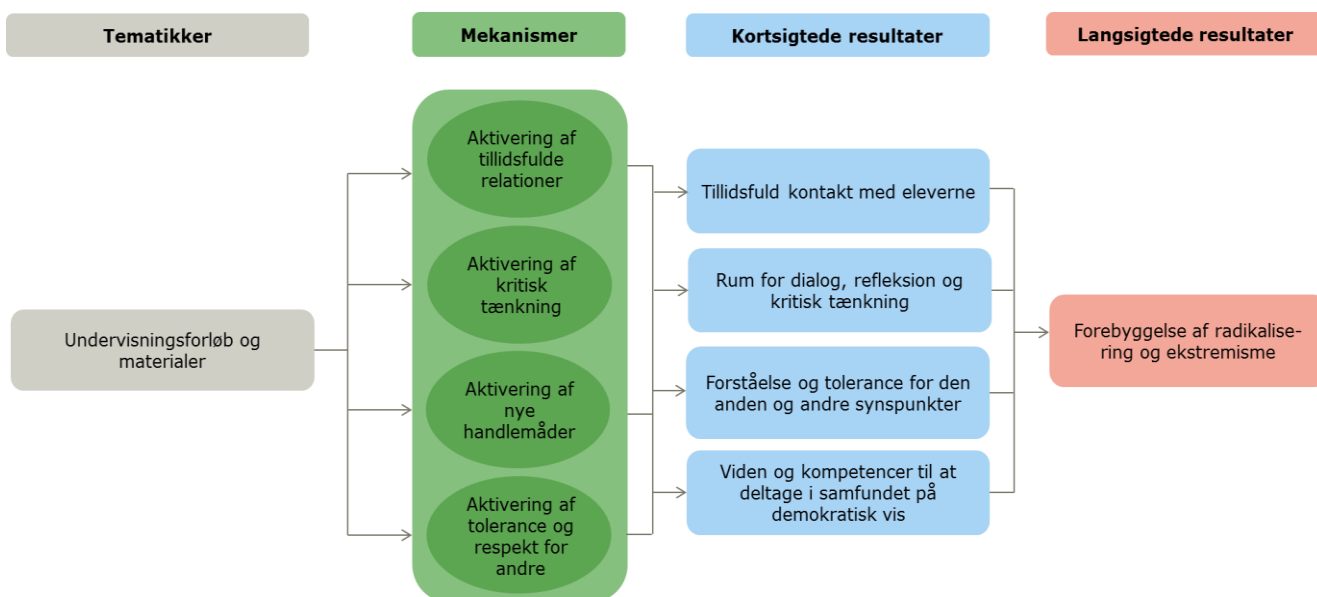 Tematikker
Mekanismer
Kortsigtede resultater
Langsigtede resultater
Undervisningsforløb og
materialer
Aktivering af
tillidsfulde
relationer
Aktivering af
kritisk
tænkning
Aktivering af
nye
handlemåder
Aktivering af
tolerance og
respekt for
andre
Tillidsfuld kontakt med eleverne
Rum for dialog, refleksion og
kritisk tænkning
Forståelse og tolerance for den
anden og andre synspunkter
Viden og kompetencer til at
deltage i samfundet på
demokratisk vis
Forebyggelse af radikalise-
ring og ekstremisme